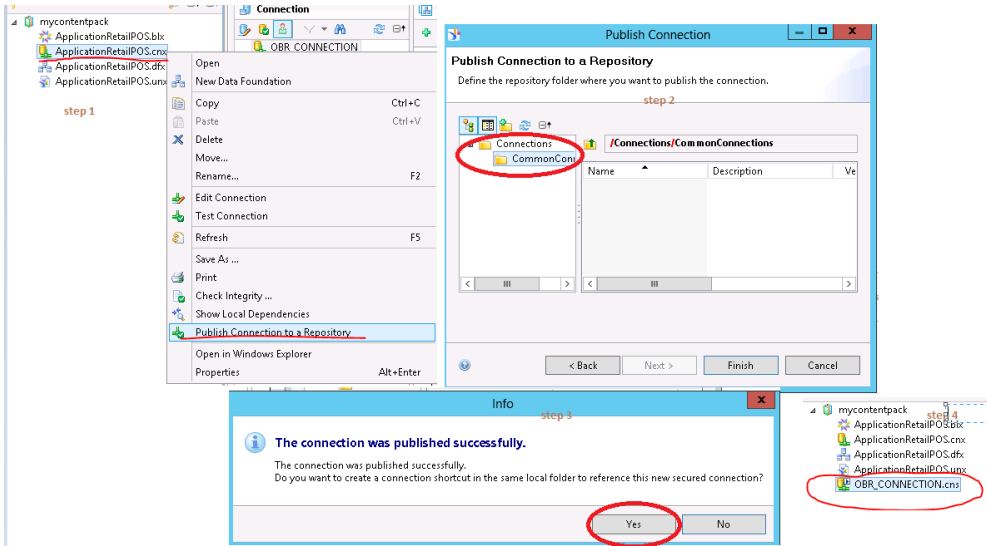 mycontentpack
ApplicationRetailPOS.blx
ApplicationRetailPOS.cnx
ApplicationRetailPOS.dfx
ApplicationRetailPOS.unx
step 1
Connection
OBR CONNECTION
Open
New Data Foundation
Copy Ctrl+C
Paste Ctrl+V
Delete
Move...
Rename... F2
Edit Connection
Test Connection
Refresh F5
Save As ...
Print
Check Integrity ...
Show Local Dependencies
Publish Connection to a Repository
Open in Windows Explorer
Properties Alt+Enter
Publish Connection
Publish Connection to a Repository
Define the repository folder where you want to publish the connection.
step 2
Connections
CommonConn
/Connections/CommonConnections
Name Description Ve
< Back Next > Finish Cancel
Info
step 3
The connection was published successfully.
The connection was published successfully.
Do you want to create a connection shortcut in the same local folder to reference this new secured connection?
Yes No
mycontentpack
step 4
ApplicationRetailPOS.blx
ApplicationRetailPOS.cnx
ApplicationRetailPOS.dfx
ApplicationRetailPOS.unx
OBR_CONNECTION.cns